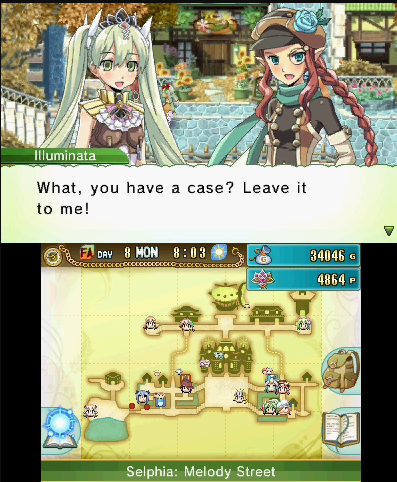 Illuminata
What, you have a case? Leave it
to me!
FA DAY 8 MON 8:03
G 34046 G
4864 P
Selphia: Melody Street